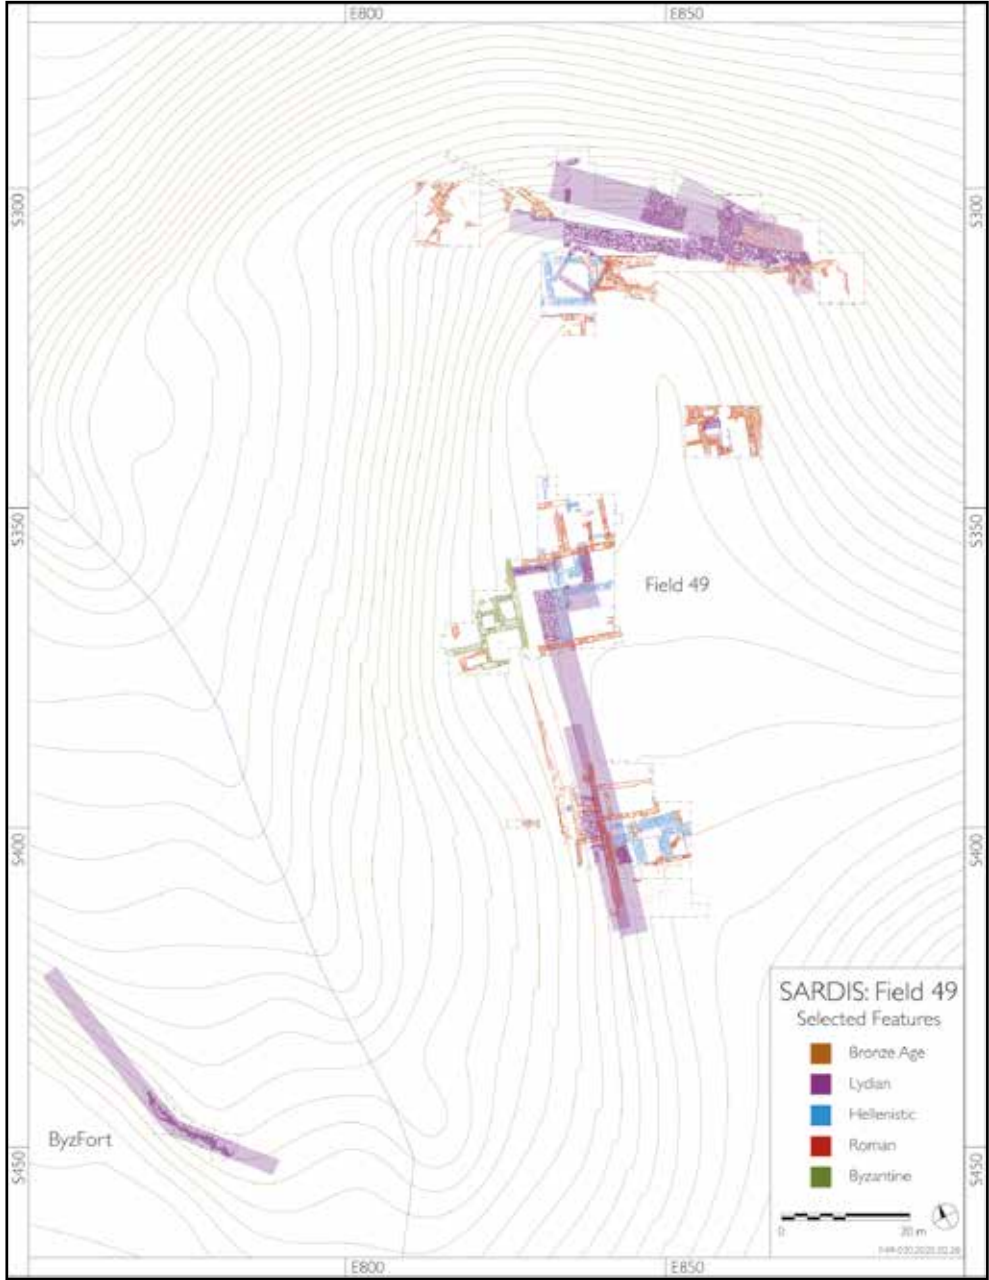 E800 E850
S300 S300
S350 S350
Field 49
S400 S400
SARDIS: Field 49
Selected Features
Bronze Age
Lydian
ByzFort
Hellenistic
Roman
S450 S450
Byzantine
0 20 m
E800 E850